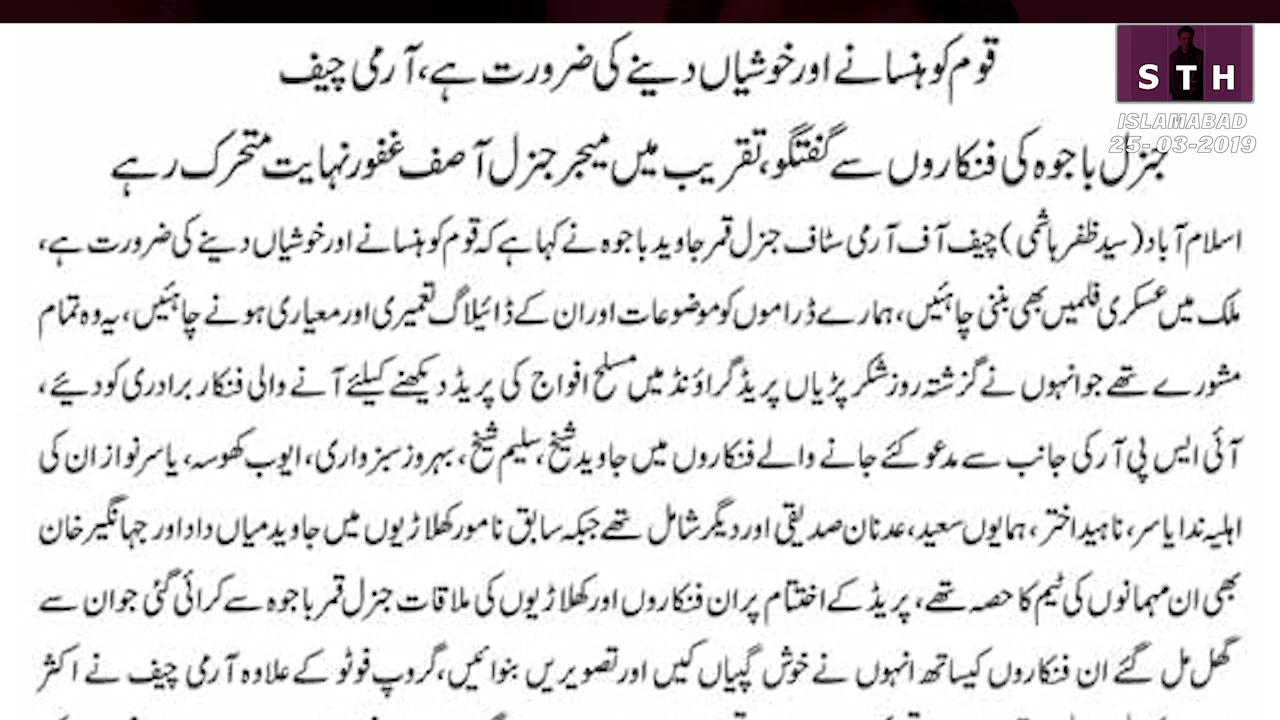 قوم کو ہنسانے اور خوشیاں دینے کی ضرورت ہے، آرمی چیف
S T H
ISLAMABAD
25-03-2019
جنرل باجوہ کی فنکاروں سے گفتگو، تقریب میں میجر جنرل آصف غفور نہایت متحرک رہے
اسلام آباد (سید ظفر ہاشمی) چیف آف آرمی سٹاف جنرل قمر جاوید باجوہ نے کہا ہے کہ قوم کو ہنسانے اور خوشیاں دینے کی ضرورت ہے،
ملک میں عسکری فلمیں بھی بننی چاہئیں، ہمارے ڈراموں کو موضوعات اور ان کے ڈائیلاگ تعمیری اور معیاری ہونے چاہئیں، یہ وہ تمام
مشورے تھے جو انہوں نے گزشتہ روز شکر پڑیاں پریڈ گراؤنڈ میں مسلح افواج کی پریڈ دیکھنے کیلئے آنے والی فنکار برادری کو دیئے،
آئی ایس پی آر کی جانب سے مدعو کئے جانے والے فنکاروں میں جاوید شیخ، سلیم شیخ، بہروز سبزواری، ایوب کھوسہ، یاسر نواز ان کی
اہلیہ ندا یاسر، ناہید اختر، ہمایوں سعید، عدنان صدیقی اور دیگر شامل تھے جبکہ سابق نامور کھلاڑیوں میں جاوید میاں داد اور جہانگیر خان
بھی ان مہمانوں کی ٹیم کا حصہ تھے، پریڈ کے اختتام پر ان فنکاروں اور کھلاڑیوں کی ملاقات جنرل قمر باجوہ سے کرائی گئی جو ان سے
گھل مل گئے ان فنکاروں کیساتھ انہوں نے خوش گپیاں کیں اور تصویریں بنوائیں، گروپ فوٹو کے علاوہ آرمی چیف نے اکثر